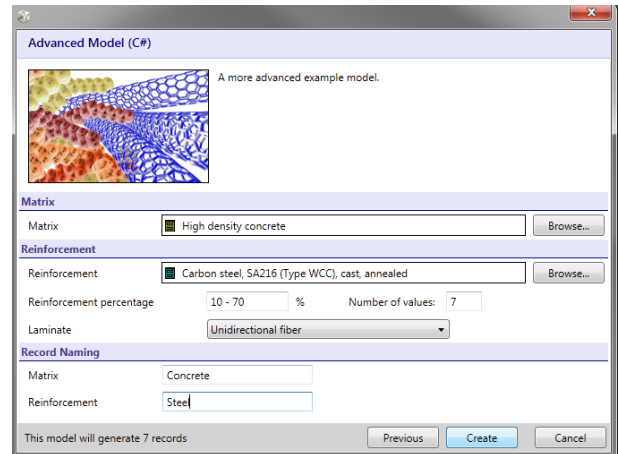 Advanced Model (C#)
A more advanced example model.
Matrix
Matrix High density concrete Browse...
Reinforcement
Reinforcement Carbon steel, SA216 (Type WCC), cast, annealed Browse...
Reinforcement percentage 10 - 70 % Number of values: 7
Laminate Unidirectional fiber
Record Naming
Matrix Concrete
Reinforcement Steel
This model will generate 7 records Previous Create Cancel